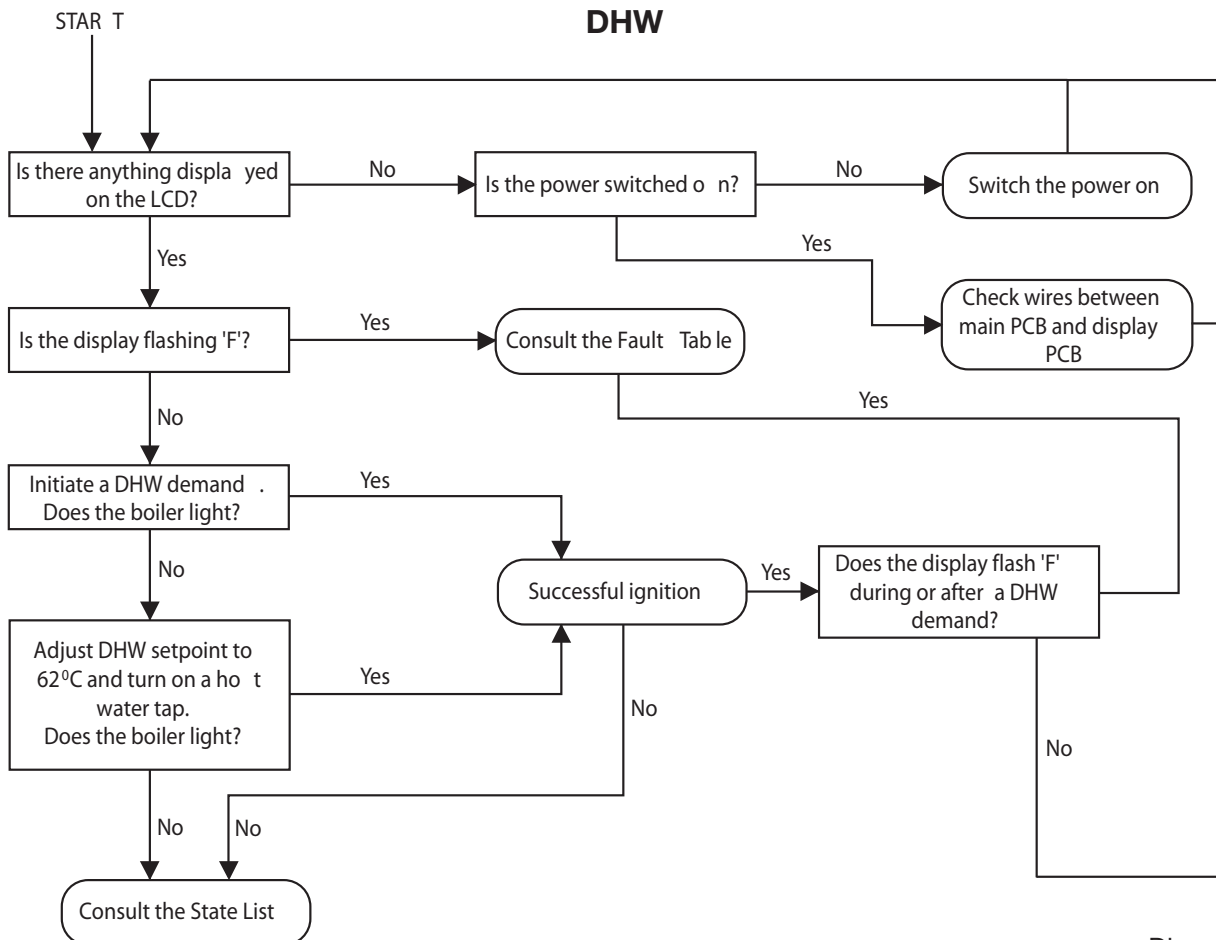 STAR T
DHW
Is there anything displa yed
on the LCD?
No
Is the power switched o n?
No
Switch the power on
Yes
Yes
Check wires between
main PCB and display
PCB
Is the display flashing 'F'?
Yes
Consult the Fault Tab le
Yes
No
Initiate a DHW demand .
Does the boiler light?
Yes
No
Successful ignition
Yes
Does the display flash 'F'
during or after a DHW
demand?
Adjust DHW setpoint to
62⁰C and turn on a ho t
water tap.
Does the boiler light?
Yes
No
No
No
No
Consult the State List